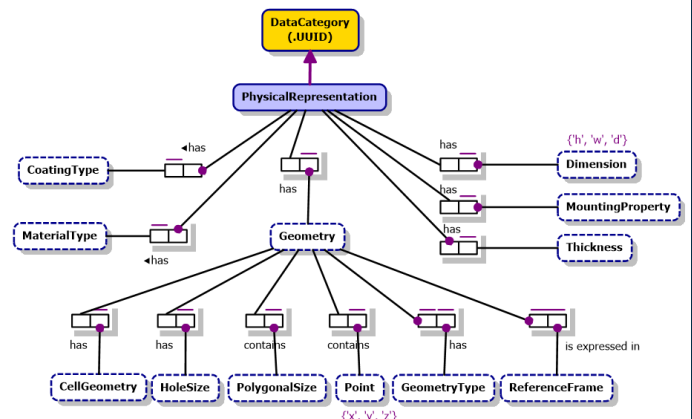 DataCategory
(.UUID)
PhysicalRepresentation
◄has
has
{'h', 'w', 'd'}
CoatingType
Dimension
has
has
MountingProperty
MaterialType
Geometry
has
Thickness
◄has
has
has
contains
contains
has
is expressed in
CellGeometry
HoleSize
PolygonalSize
Point
GeometryType
ReferenceFrame
{'x', 'y', 'z'}